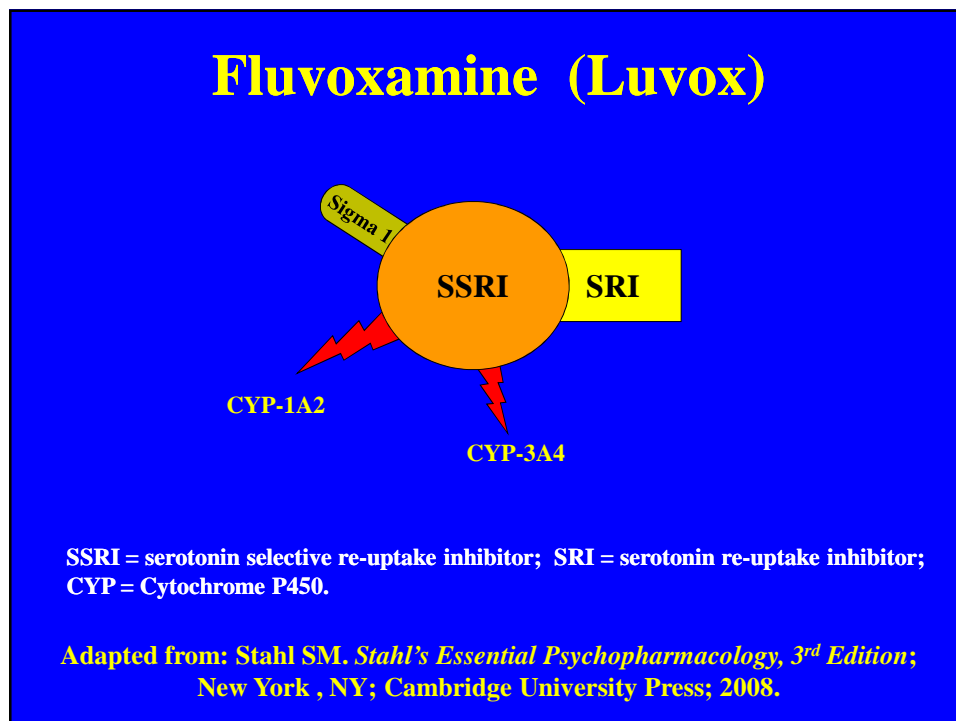 Fluvoxamine (Luvox)
Sigma 1
SSRI
SRI
CYP-1A2
CYP-3A4
SSRI = serotonin selective re-uptake inhibitor; SRI = serotonin re-uptake inhibitor;
CYP = Cytochrome P450.
Adapted from: Stahl SM. Stahl’s Essential Psychopharmacology, 3rd Edition;
New York , NY; Cambridge University Press; 2008.